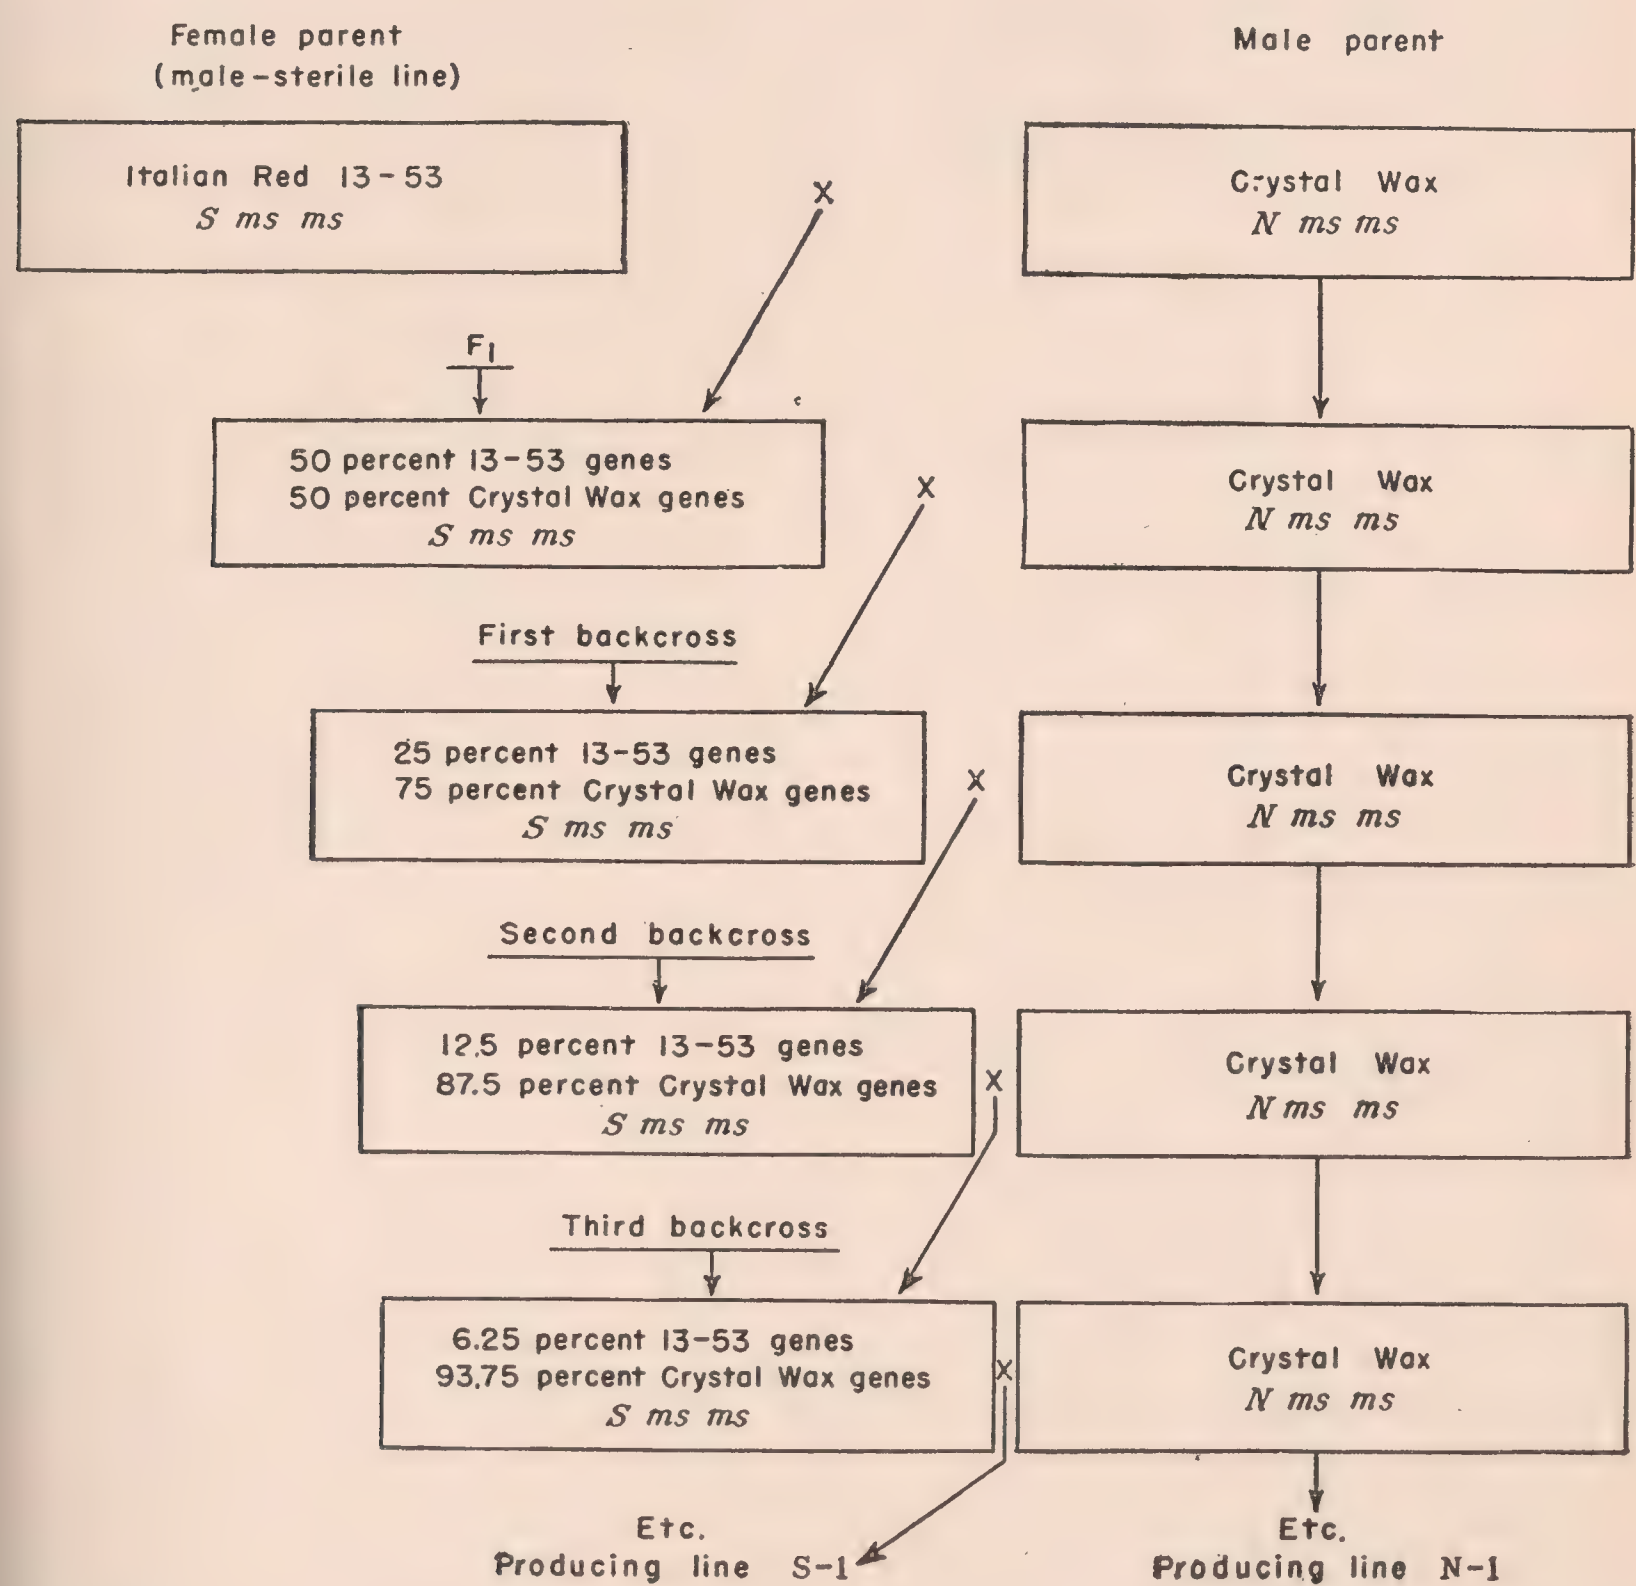 Female parent
(male-sterile line)
Male parent
Italian Red 13-53
S ms ms
X
Crystal Wax
N ms ms
F1
50 percent 13-53 genes
50 percent Crystal Wax genes
S ms ms
X
Crystal Wax
N ms ms
First backcross
25 percent 13-53 genes
75 percent Crystal Wax genes
S ms ms
X
Crystal Wax
N ms ms
Second backcross
12.5 percent 13-53 genes
87.5 percent Crystal Wax genes
S ms ms
X
Crystal Wax
N ms ms
Third backcross
6.25 percent 13-53 genes
93.75 percent Crystal Wax genes
S ms ms
X
Crystal Wax
N ms ms
Etc.
Producing line S-1
Etc.
Producing line N-1